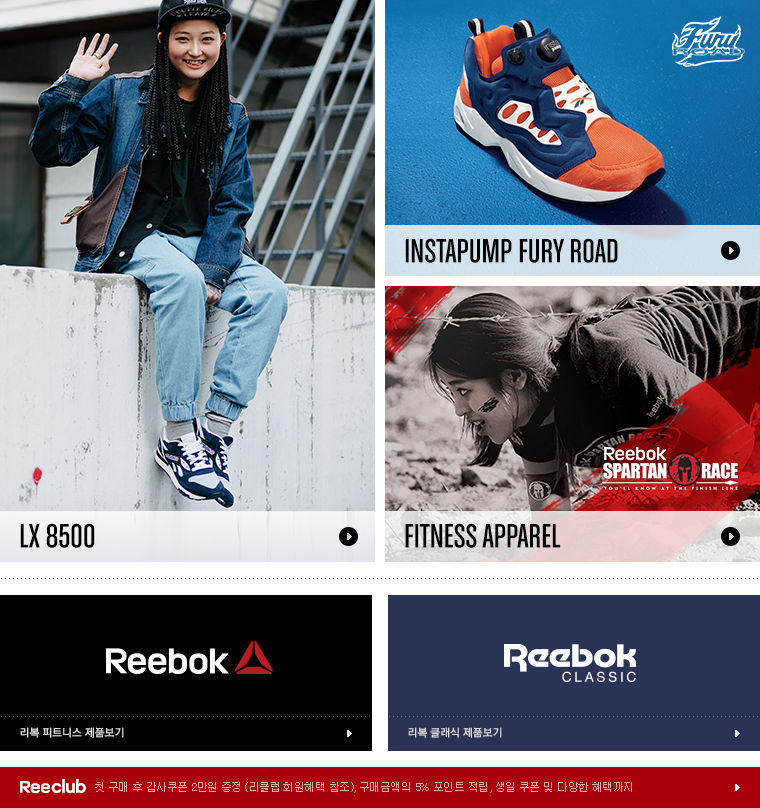 Fury
ROAD
INSTAPUMP FURY ROAD
Reebok
SPARTAN RACE
Reebok
SPARTAN RACE
YOU'LL KNOW AT THE FINISH LINE
LX 8500
FITNESS APPAREL
Reebok
Reebok
CLASSIC
리복 피트니스 제품보기
리복 클래식 제품보기
Reeclub 첫 구매 후 감사쿠폰 2만원 증정 (리클럽 회원혜택 참조), 구매금액의 5% 포인트 적립, 생일 쿠폰 및 다양한 혜택까지